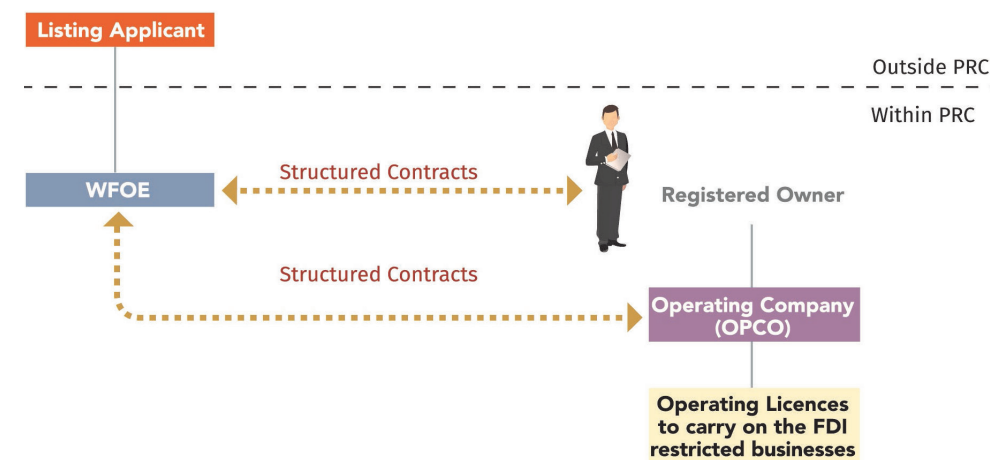 Listing Applicant
Outside PRC
Within PRC
Structured Contracts
WFOE
Registered Owner
Structured Contracts
Operating Company
(OPCO)
Operating Licences
to carry on the FDI
restricted businesses